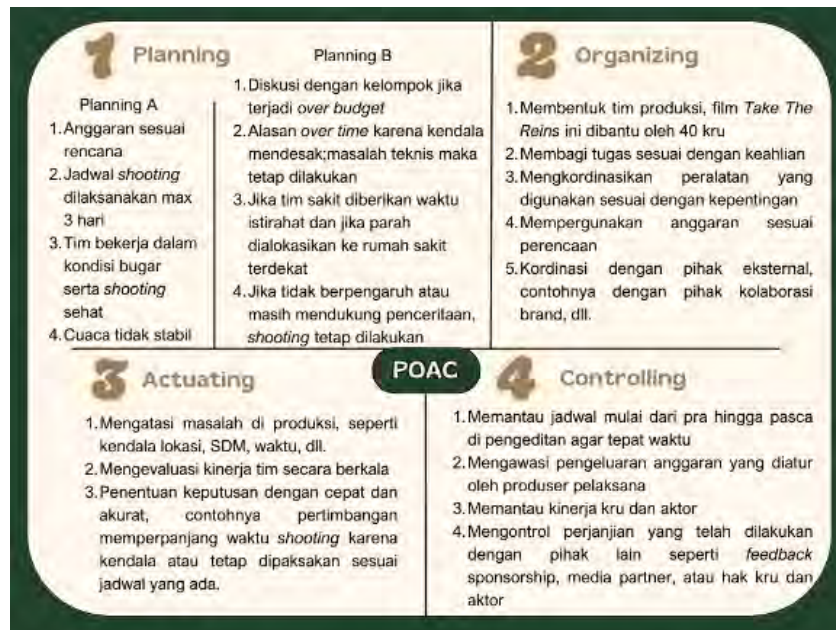 1 Planning
Planning A
1.Anggaran sesuai
rencana
2.Jadwal shooting
dilaksanakan max
3 hari
3.Tim bekerja dalam
kondisi bugar
serta shooting
sehat
4.Cuaca tidak stabil
Planning B
1.Diskusi dengan kelompok jika
terjadi over budget
2.Alasan over time karena kendala
mendesak;masalah teknis maka
tetap dilakukan
3.Jika tim sakit diberikan waktu
istirahat dan jika parah
dialokasikan ke rumah sakit
terdekat
4.Jika tidak berpengaruh atau
masih mendukung penceritaan,
shooting tetap dilakukan
2 Organizing
1.Membentuk tim produksi, film Take The
Reins ini dibantu oleh 40 kru
2.Membagi tugas sesuai dengan keahlian
3.Mengkordinasikan peralatan yang
digunakan sesuai dengan kepentingan
4.Mempergunakan anggaran sesuai
perencaan
5.Kordinasi dengan pihak eksternal,
contohnya dengan pihak kolaborasi
brand, dll.
POAC
3 Actuating
1.Mengatasi masalah di produksi, seperti
kendala lokasi, SDM, waktu, dll.
2.Mengevaluasi kinerja tim secara berkala
3.Penentuan keputusan dengan cepat dan
akurat, contohnya pertimbangan
memperpanjang waktu shooting karena
kendala atau tetap dipaksakan sesuai
jadwal yang ada.
4 Controlling
1.Memantau jadwal mulai dari pra hingga pasca
di pengeditan agar tepat waktu
2.Mengawasi pengeluaran anggaran yang diatur
oleh produser pelaksana
3.Memantau kinerja kru dan aktor
4.Mengontrol perjanjian yang telah dilakukan
dengan pihak lain seperti feedback
sponsorship, media partner, atau hak kru dan
aktor